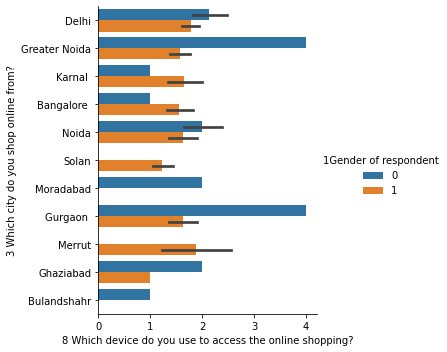 Delhi
Greater Noida
Karnal
Bangalore
Noida
Solan
Moradabad
Gurgaon
Merrut
Ghaziabad
Bulandshahr
3 Which city do you shop online from?
0 1 2 3 4
8 Which device do you use to access the online shopping?
1Gender of respondent
0
1